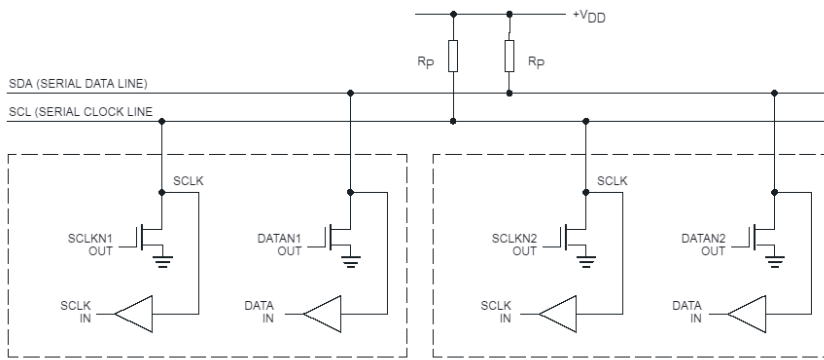 +VDD
RP
RP
SDA (SERIAL DATA LINE)
SCL (SERIAL CLOCK LINE
SCLK
SCLK
SCLKN1
OUT
DATAN1
OUT
SCLKN2
OUT
DATAN2
OUT
SCLK
IN
DATA
IN
SCLK
IN
DATA
IN